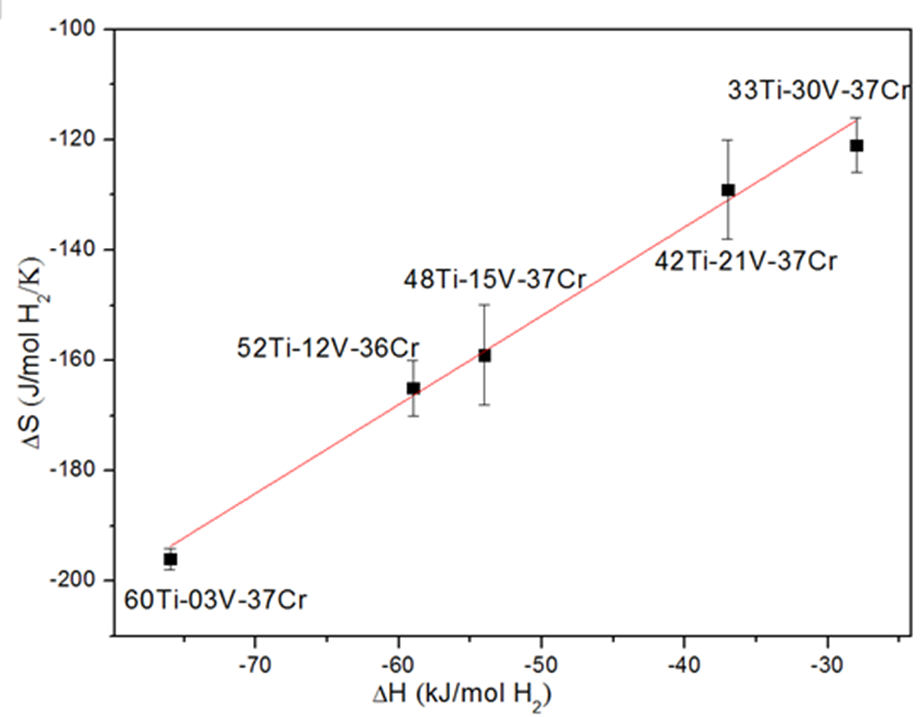 -100
33Ti-30V-37Cr
-120
-140
42Ti-21V-37Cr
48Ti-15V-37Cr
52Ti-12V-36Cr
-160
-180
-200
60Ti-03V-37Cr
ΔS (J/mol H₂/K)
-70 -60 -50 -40 -30
ΔH (kJ/mol H₂)